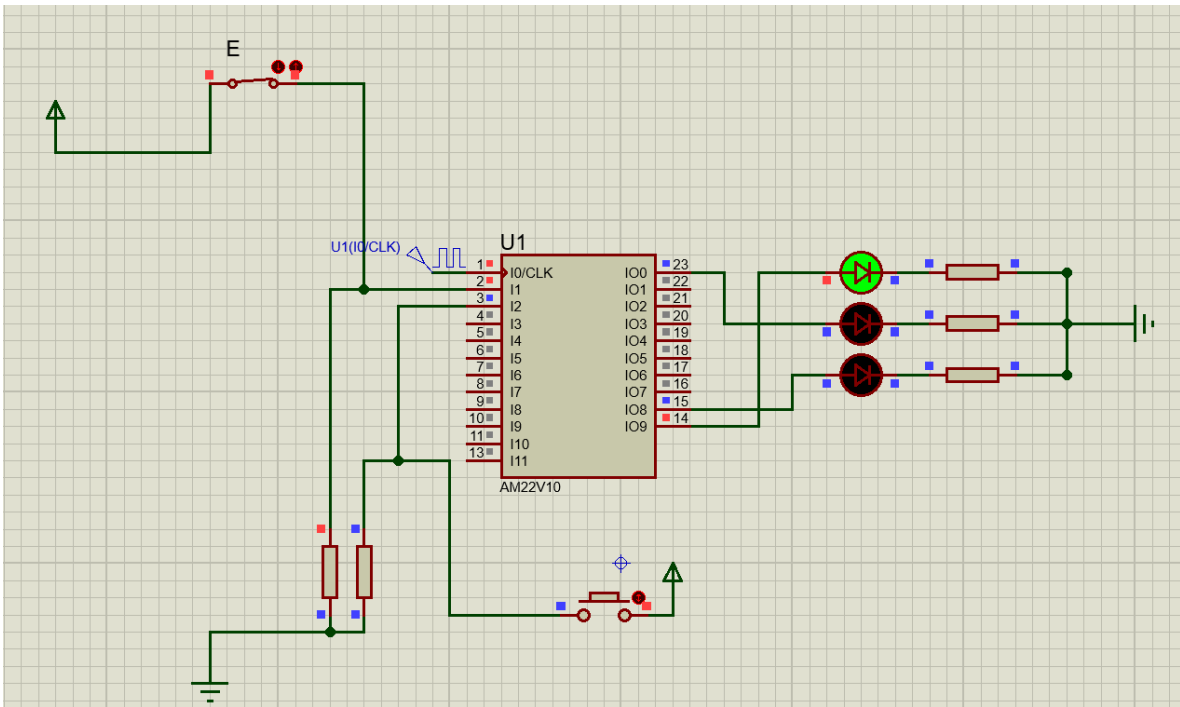 E
U1(I0/CLK)
U1
1 I0/CLK IO0 23
2 I1 IO1 22
3 I2 IO2 21
4 I3 IO3 20
5 I4 IO4 19
6 I5 IO5 18
7 I6 IO6 17
8 I7 IO7 16
9 I8 IO8 15
10 I9 IO9 14
11 I10
13 I11
AM22V10